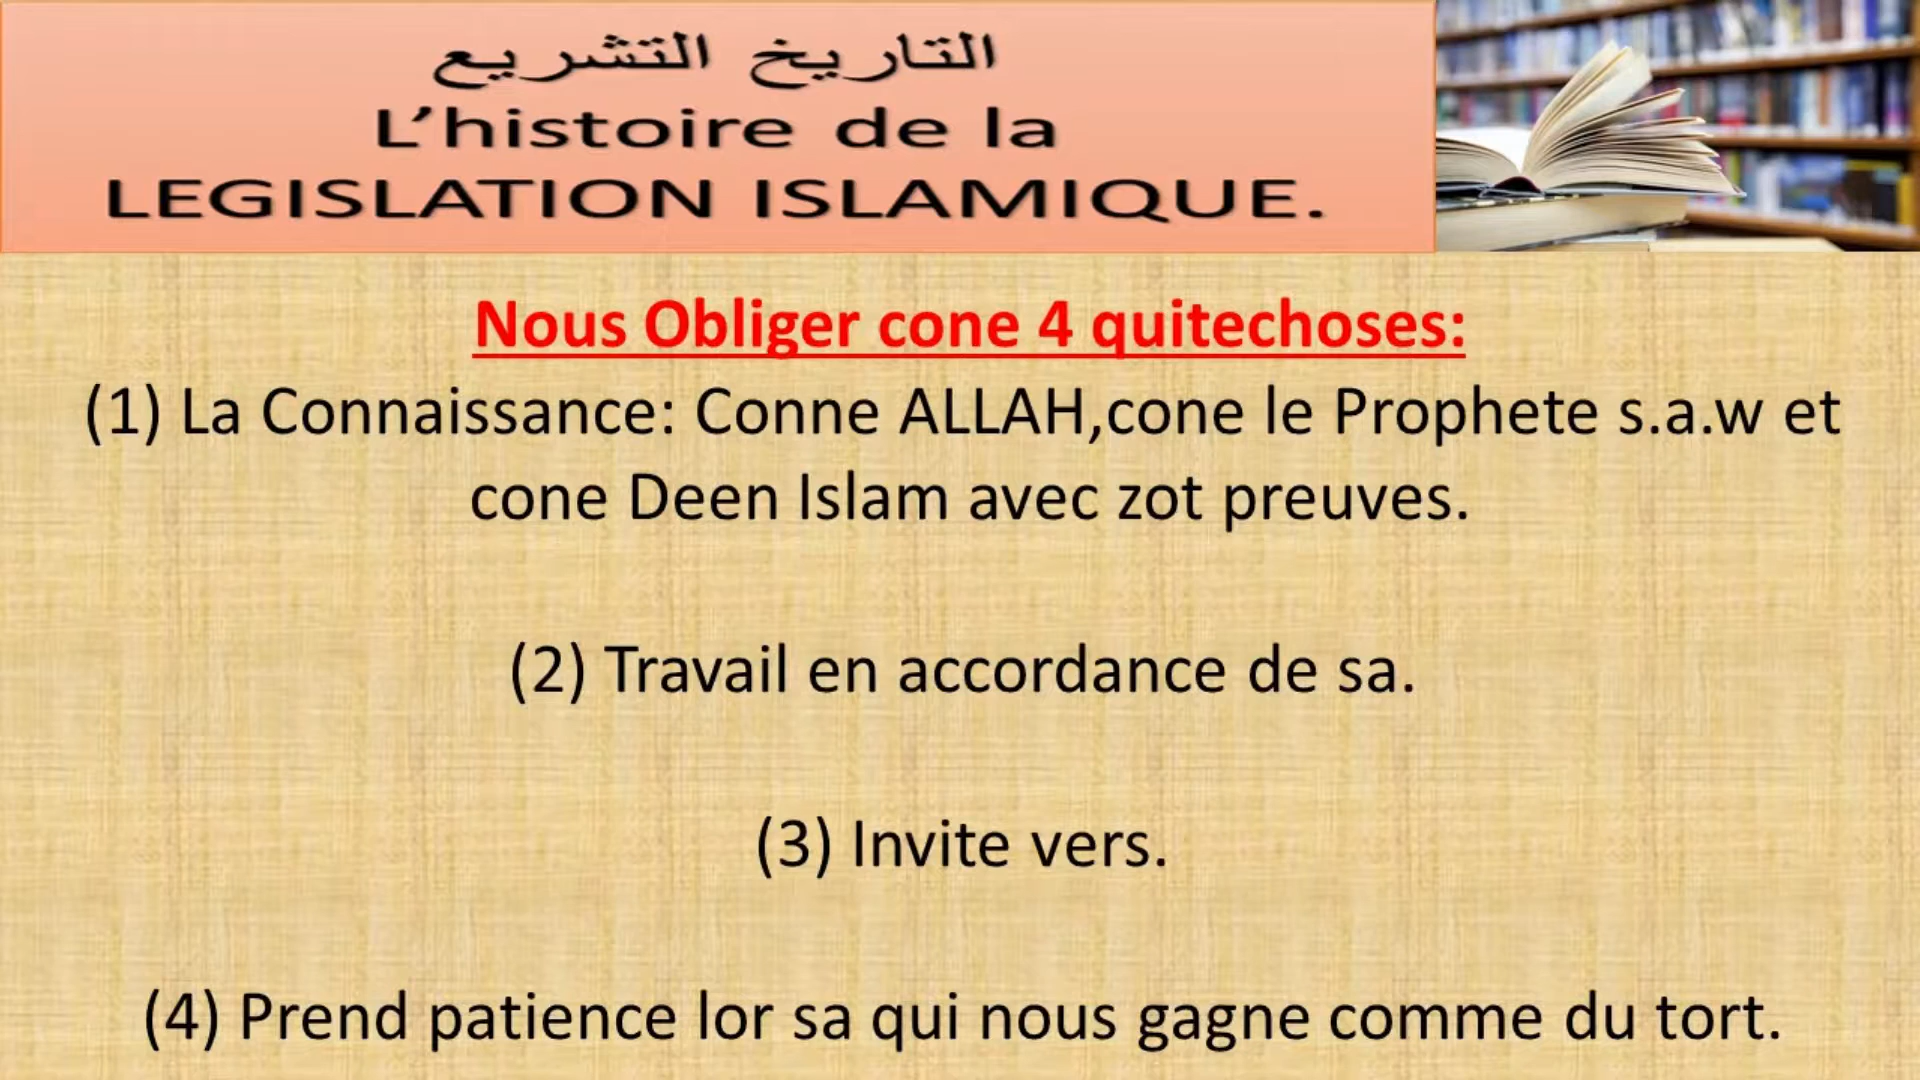 التاريخ التشريع
L’histoire de la
LEGISLATION ISLAMIQUE.
Nous Obliger cone 4 quitechoses:
(1) La Connaissance: Conne ALLAH,cone le Prophete s.a.w et
cone Deen Islam avec zot preuves.
(2) Travail en accordance de sa.
(3) Invite vers.
(4) Prend patience lor sa qui nous gagne comme du tort.